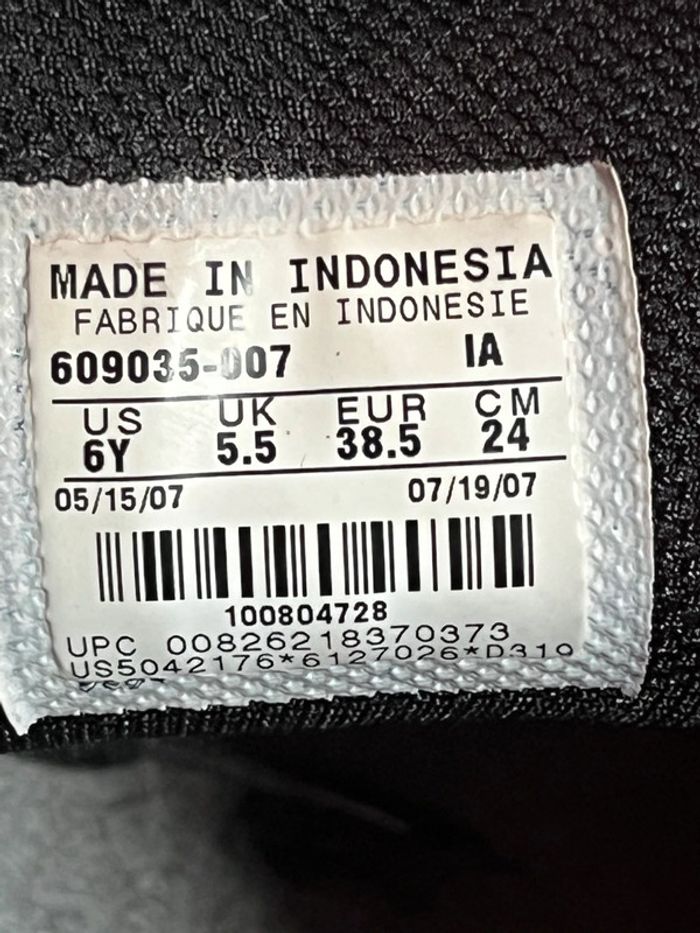 MADE IN INDONESIA
FABRIQUE EN INDONESIE
609035-007 IA
US UK EUR CM
6Y 5.5 38.5 24
05/15/07 07/19/07
100804728
UPC 00826218370373
US5042176*6127026*D310